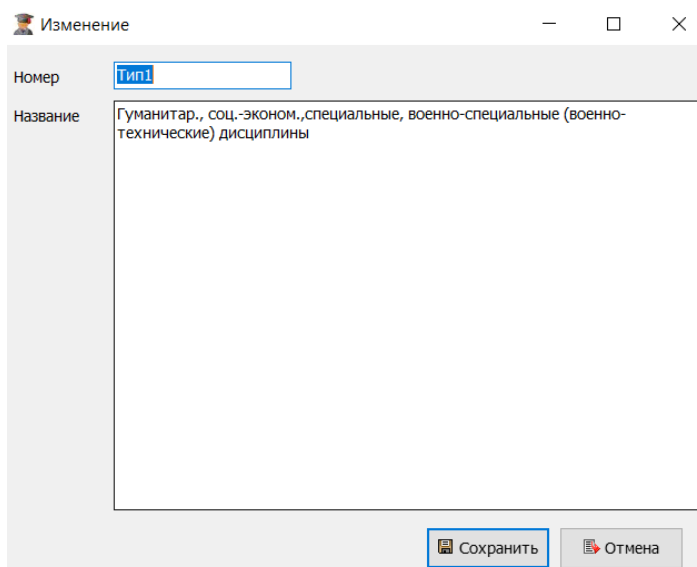 Изменение
Номер
Тип1
Название
Гуманитар., соц.-эконом.,специальные, военно-специальные (военно-
технические) дисциплины
Сохранить
Отмена